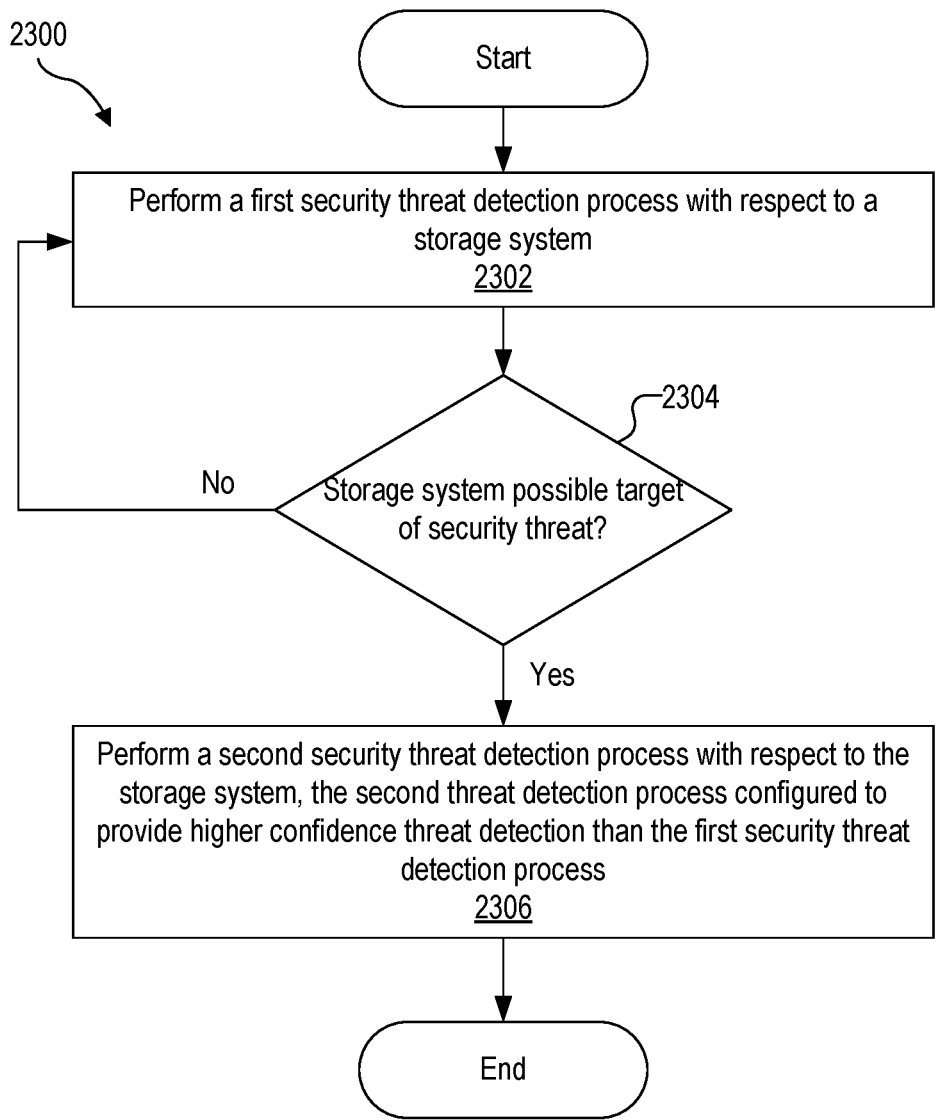 2300
Start
Perform a first security threat detection process with respect to a
storage system
2302
2304
Storage system possible target
of security threat?
No
Yes
Perform a second security threat detection process with respect to the
storage system, the second threat detection process configured to
provide higher confidence threat detection than the first security threat
detection process
2306
End